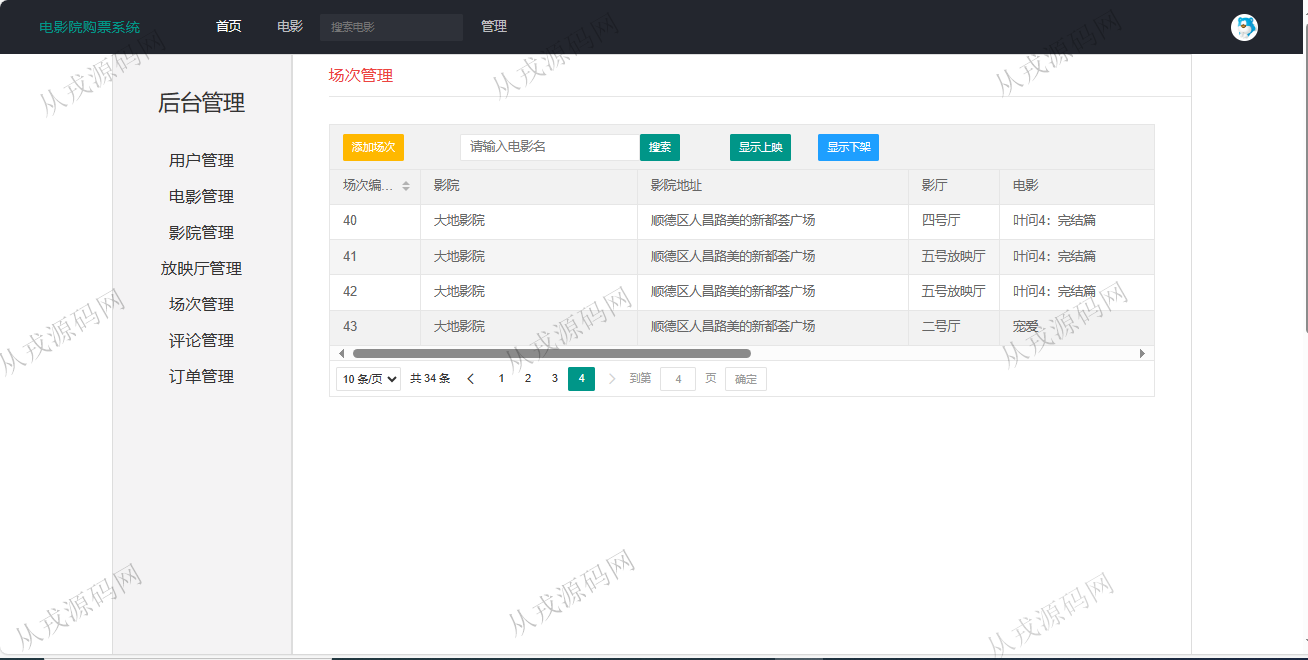 电影院购票系统 首页 电影 搜索电影 管理
后台管理
用户管理
电影管理
影院管理
放映厅管理
场次管理
评论管理
订单管理
场次管理
添加场次 请输入电影名 搜索 显示上映 显示下架
场次编... 影院 影院地址 影厅 电影
40 大地影院 顺德区人昌路美的新都荟广场 四号厅 叶问4：完结篇
41 大地影院 顺德区人昌路美的新都荟广场 五号放映厅 叶问4：完结篇
42 大地影院 顺德区人昌路美的新都荟广场 五号放映厅 叶问4：完结篇
43 大地影院 顺德区人昌路美的新都荟广场 二号厅 宠爱
10 条/页 共 34 条 1 2 3 4 到第 4 页 确定
从戎源码网
从戎源码网
从戎源码网
从戎源码网
从戎源码网
从戎源码网
从戎源码网
从戎源码网
从戎源码网